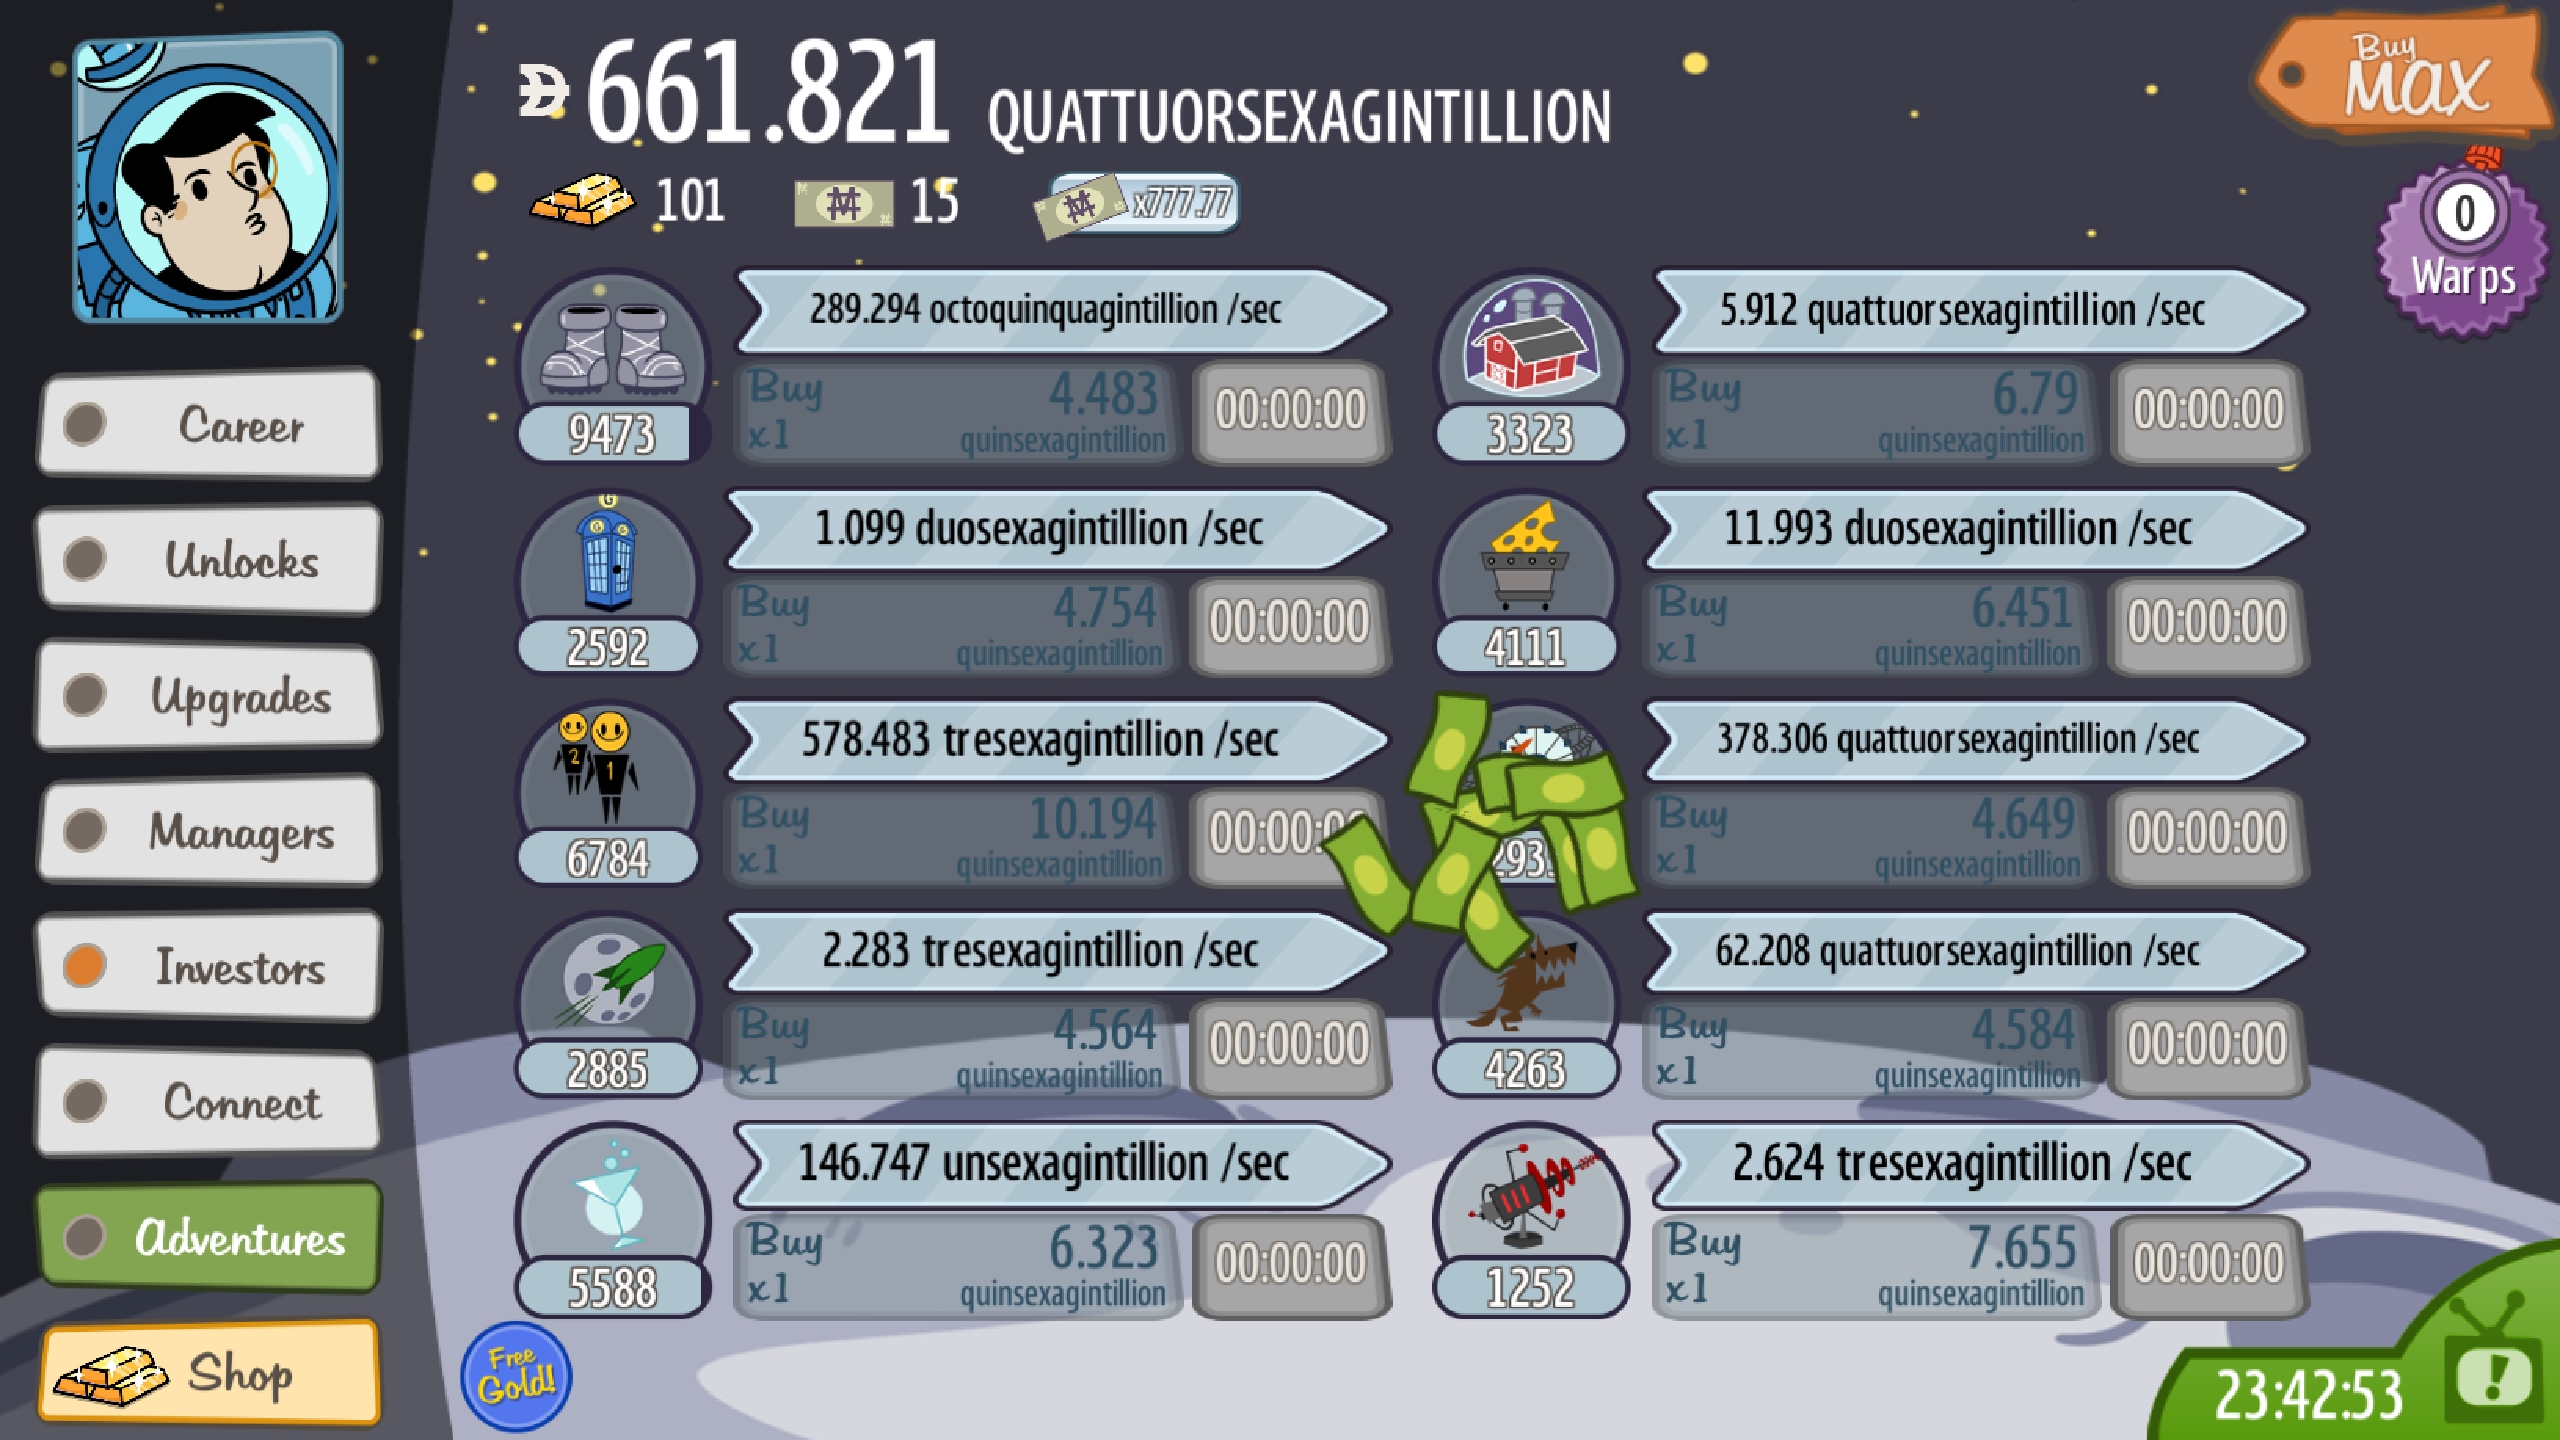 661.821 QUATTUORSEXAGINTILLION
Buy
MAX
101 15 x777.77
0
Warps
Career
Unlocks
Upgrades
Managers
Investors
Connect
Adventures
Shop
289.294 octoquinquagintillion /sec
Buy 4.483
x1 quinsexagintillion
00:00:00
9473
5.912 quattuorsexagintillion /sec
Buy 6.79
x1 quinsexagintillion
00:00:00
3323
G
1.099 duosexagintillion /sec
Buy 4.754
x1 quinsexagintillion
00:00:00
2592
11.993 duosexagintillion /sec
Buy 6.451
x1 quinsexagintillion
00:00:00
4111
2 1
578.483 tresexagintillion /sec
Buy 10.194
x1 quinsexagintillion
6784
378.306 quattuorsexagintillion /sec
Buy 4.649
x1 quinsexagintillion
00:00:00
2.283 tresexagintillion /sec
Buy 4.564
x1 quinsexagintillion
00:00:00
2885
62.208 quattuorsexagintillion /sec
Buy 4.584
x1 quinsexagintillion
00:00:00
4263
146.747 unsexagintillion /sec
Buy 6.323
x1 quinsexagintillion
00:00:00
5588
2.624 tresexagintillion /sec
Buy 7.655
x1 quinsexagintillion
00:00:00
1252
Free
Gold!
23:42:53
!